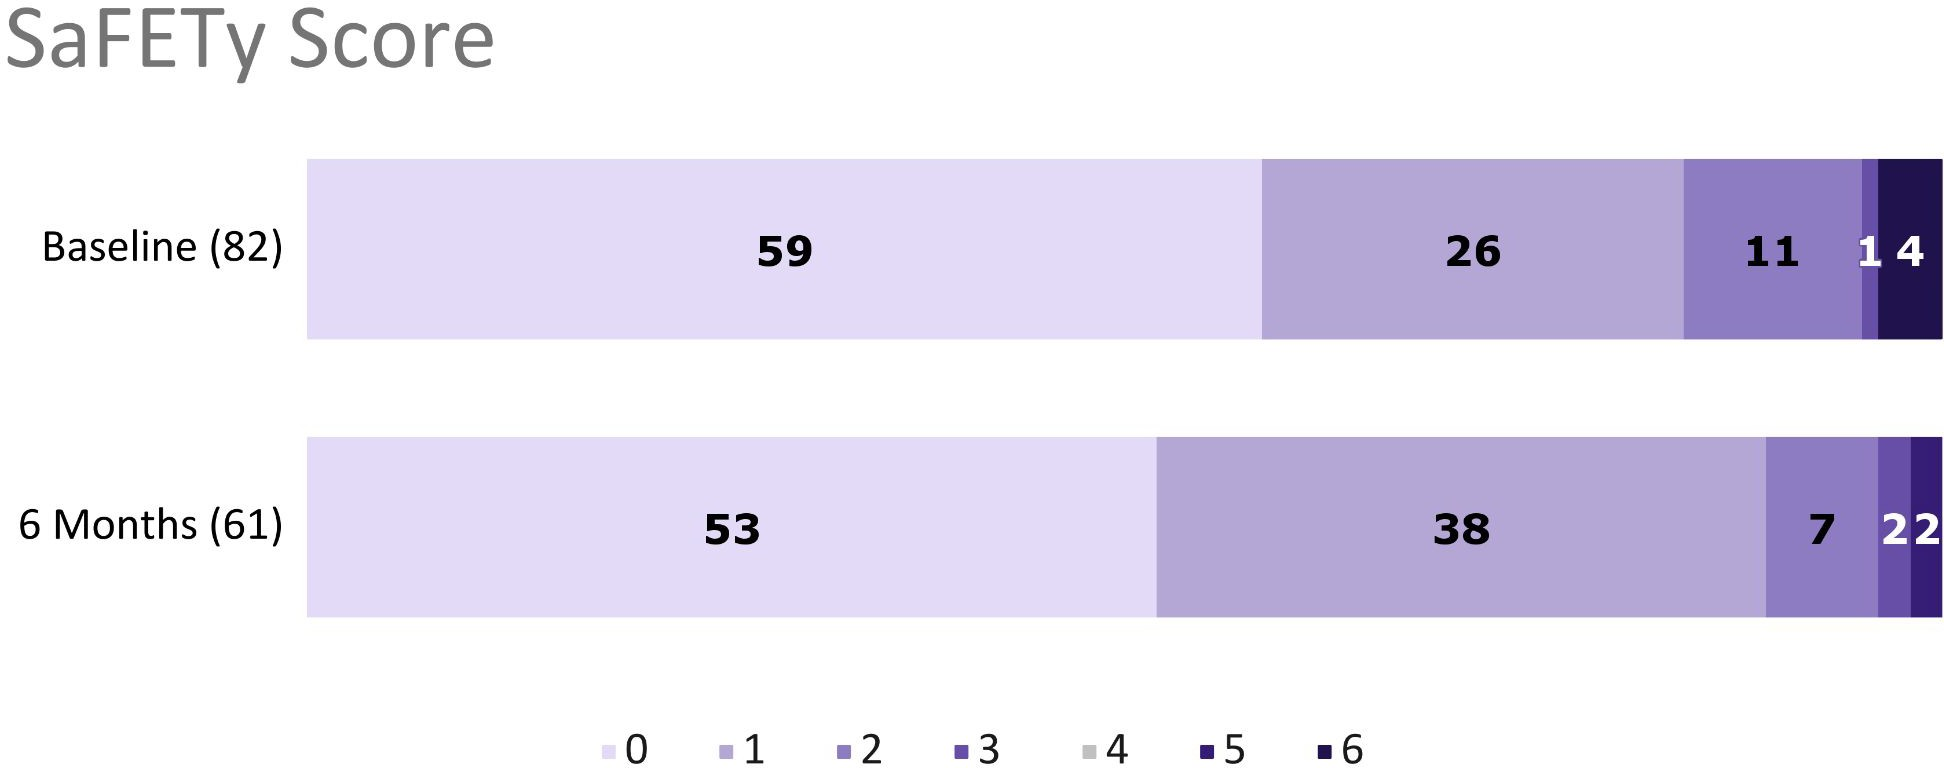 SaFETy Score
Baseline (82) 59 26 11 1 4
6 Months (61) 53 38 7 2 2
0 1 2 3 4 5 6